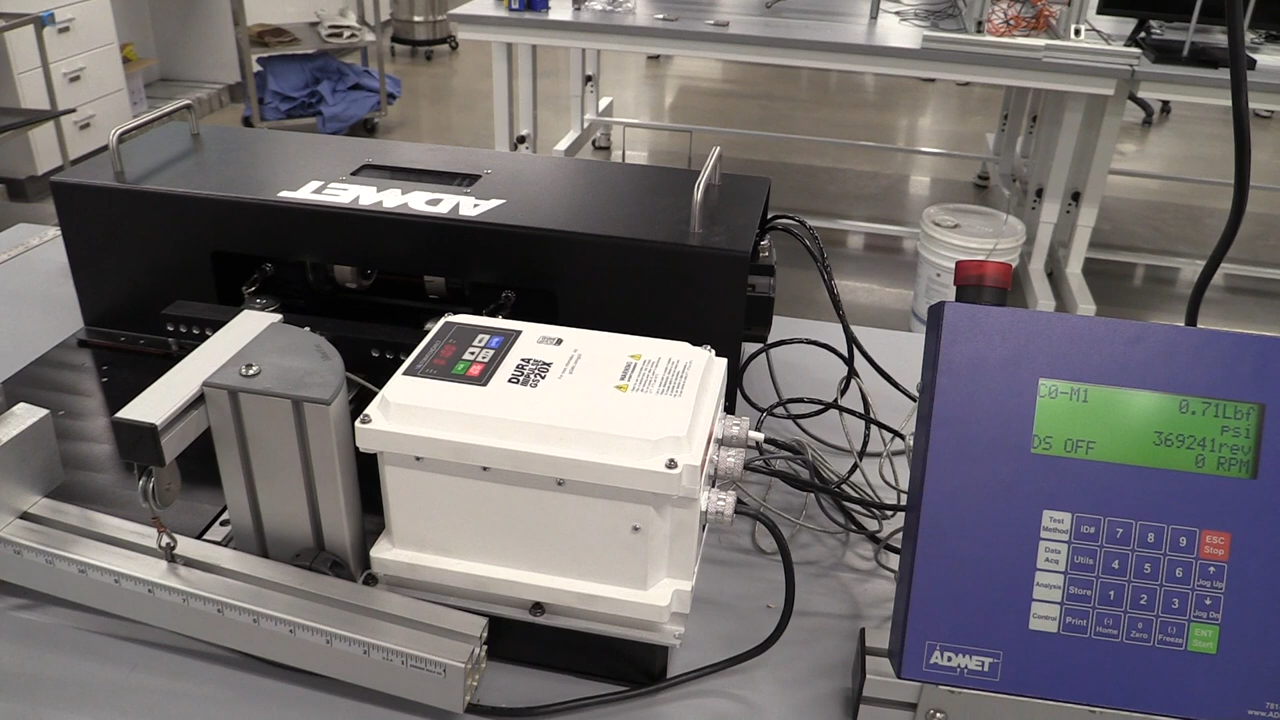 ADMET
DURA
PULSE
GS20X
WARNING
C0-M1
0.71Lbf
psi
369241rev
DS OFF
0 RPM
Test Method
ID#
7
8
9
ESC Stop
Data Acq
Utils
4
5
6
Jog Up
Analysis
Store
1
2
3
Jog Dn
Control
Print
(-) Home
0 Zero
(.) Freeze
ENT Start
ADMET